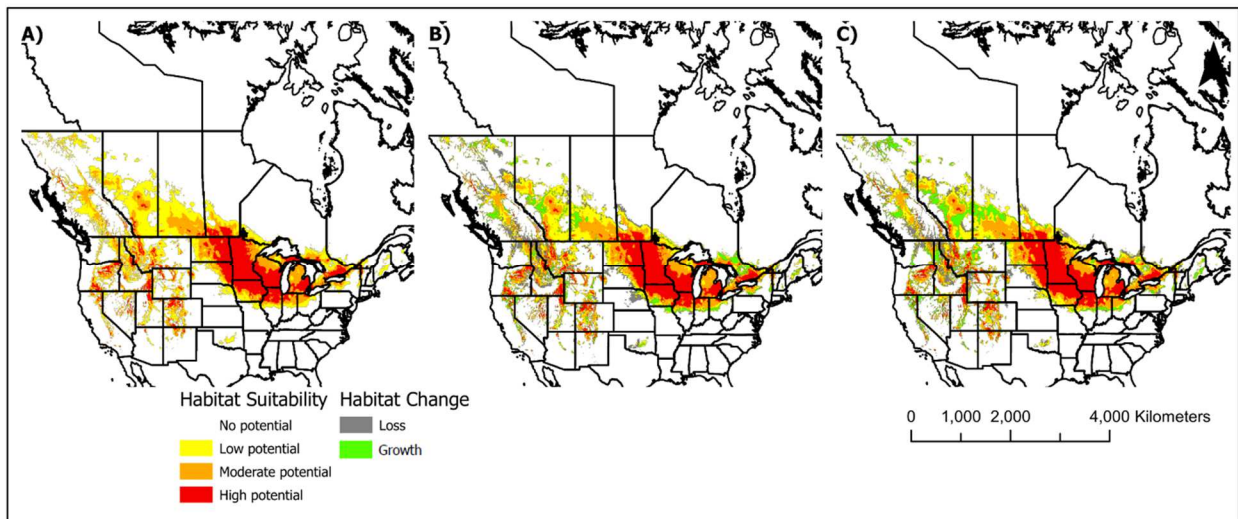 A)
B)
C)
Habitat Suitability
No potential
Low potential
Moderate potential
High potential
Habitat Change
Loss
Growth
0 1,000 2,000 4,000 Kilometers